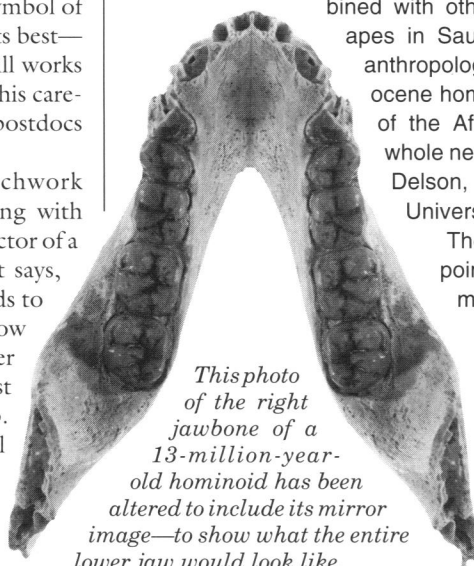 ymbol of
ts best—
ll works
his care-
postdocs
chwork
ng with
ctor of a
t says,
ds to
ow
er
st
o.
l
bined with oth
apes in Sau
anthropolog
ocene hom
of the Af
whole ne
Delson,
Univers
Th
poin
m
This photo
of the right
jawbone of a
13-million-year-
old hominoid has been
altered to include its mirror
image—to show what the entire
lower jaw would look like